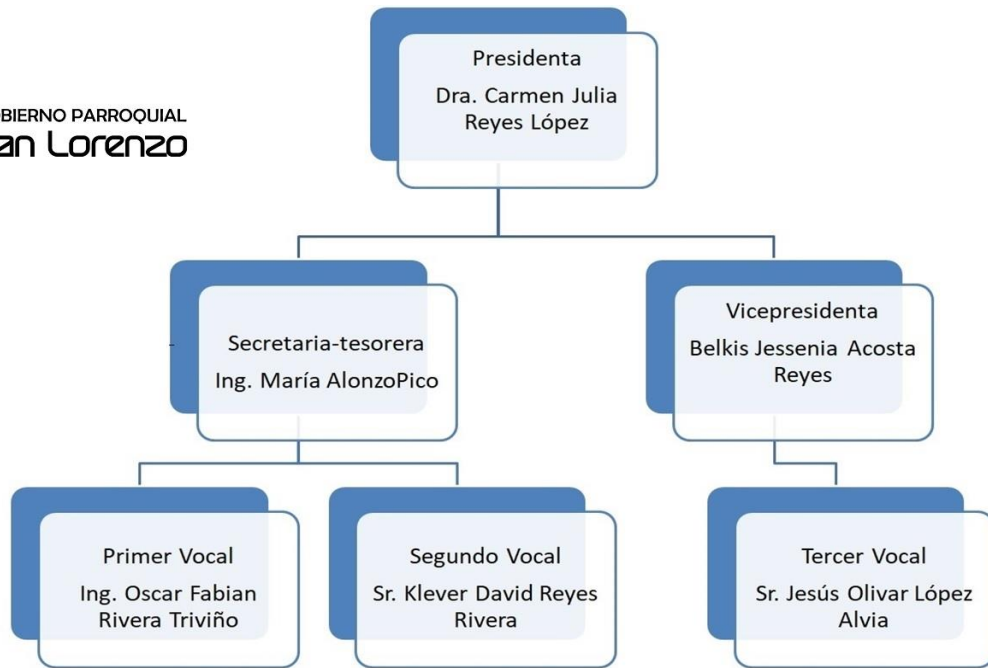 Presidenta
Dra. Carmen Julia
Reyes López
OBIERNO PARROQUIAL
an Lorenzo
Secretaria-tesorera
Ing. María AlonzoPico
Vicepresidenta
Belkis Jessenia Acosta
Reyes
Primer Vocal
Ing. Oscar Fabian
Rivera Triviño
Segundo Vocal
Sr. Klever David Reyes
Rivera
Tercer Vocal
Sr. Jesús Olivar López
Alvia